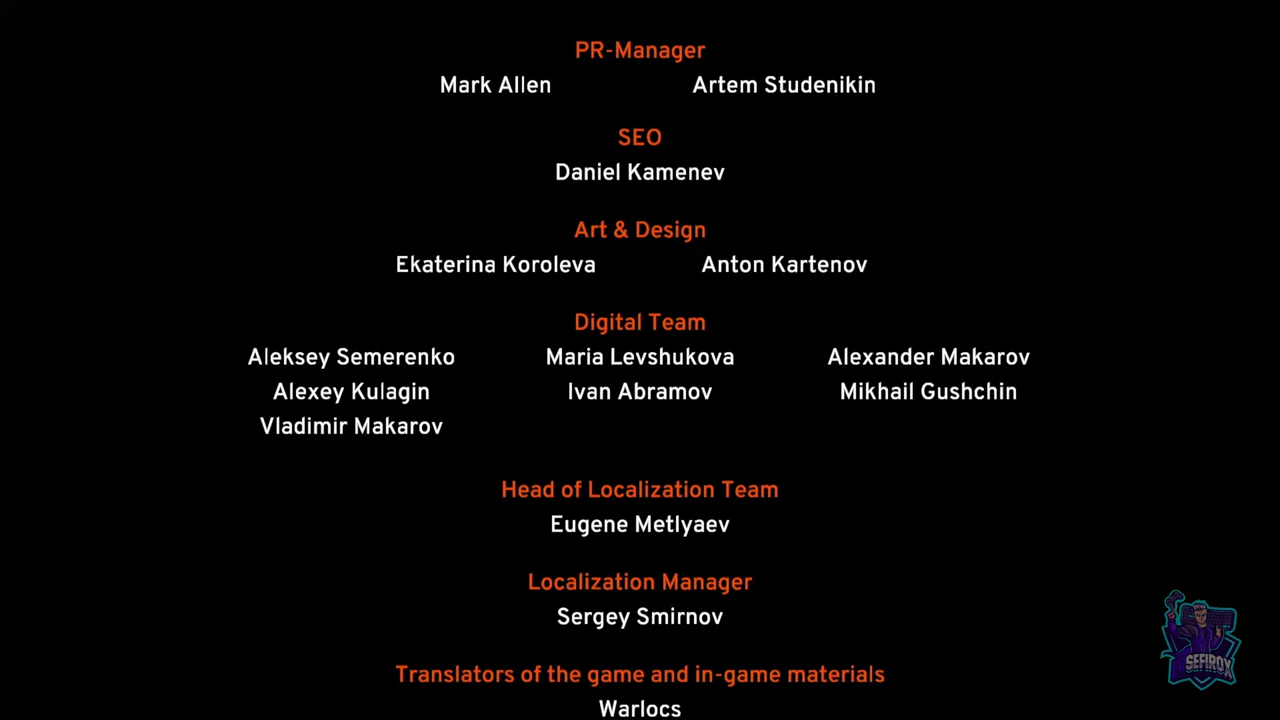 PR-Manager
Mark Allen Artem Studenikin
SEO
Daniel Kamenev
Art & Design
Ekaterina Koroleva Anton Kartenov
Digital Team
Aleksey Semerenko Maria Levshukova Alexander Makarov
Alexey Kulagin Ivan Abramov Mikhail Gushchin
Vladimir Makarov
Head of Localization Team
Eugene Metlyaev
Localization Manager
Sergey Smirnov
Translators of the game and in-game materials
Warlocs
SEFIROX